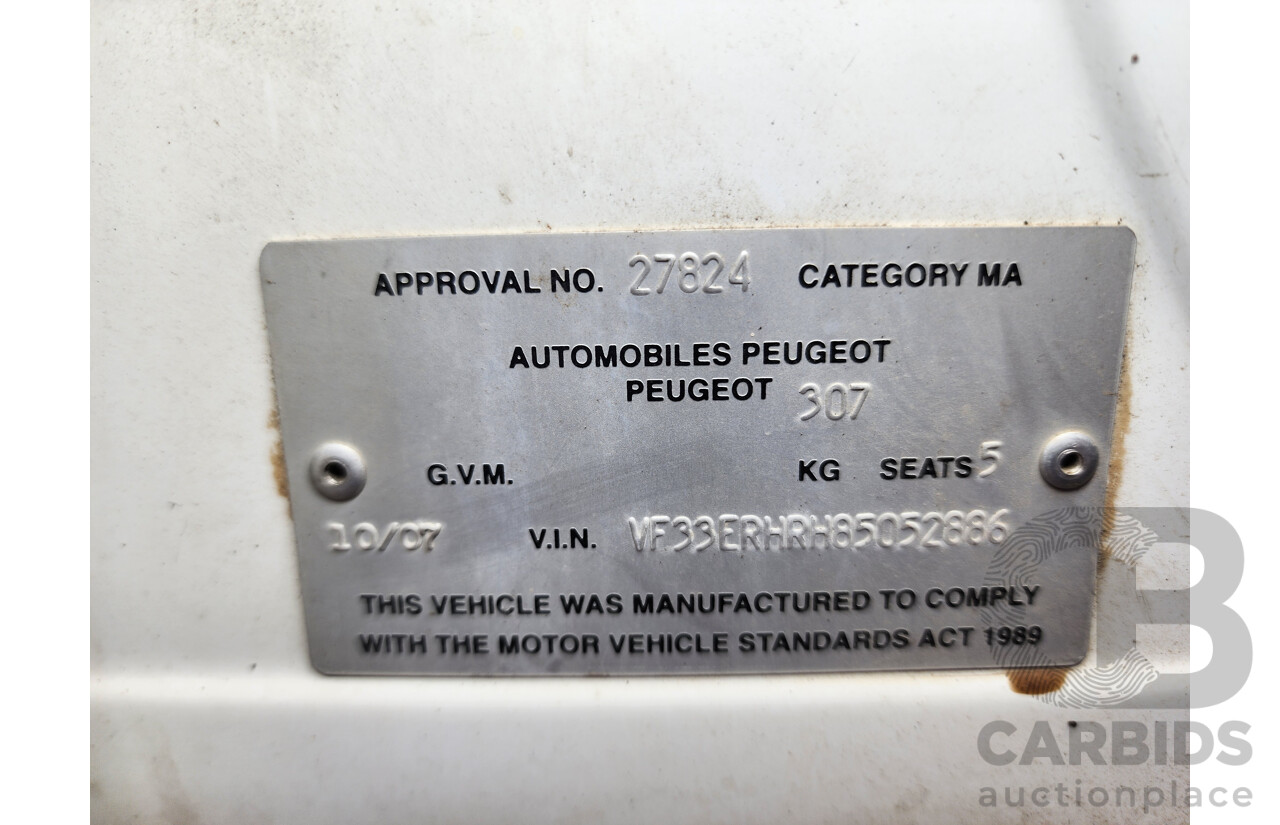 APPROVAL NO. 27824 CATEGORY MA
AUTOMOBILES PEUGEOT
PEUGEOT 307
G.V.M. KG SEATS 5
10/07 V.I.N. VF33ERHRH85052886
THIS VEHICLE WAS MANUFACTURED TO COMPLY
WITH THE MOTOR VEHICLE STANDARDS ACT 1989
CB
CARBIDS
auctionplace